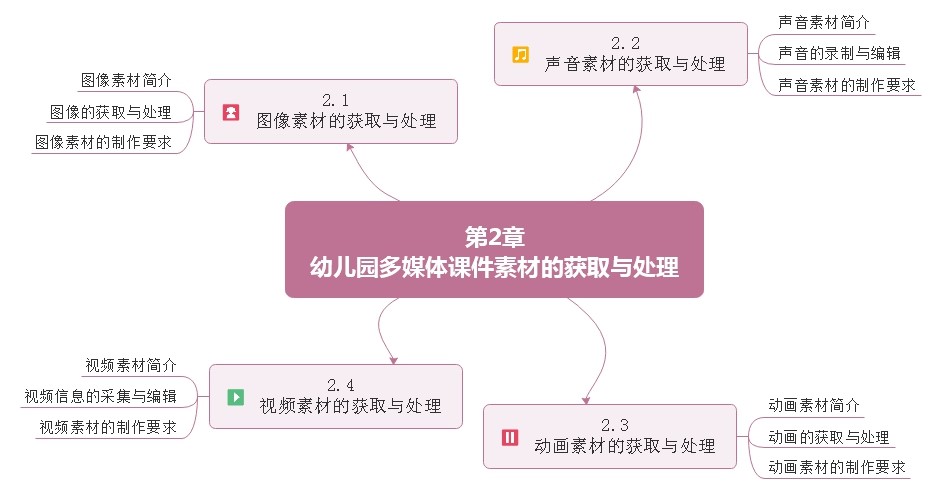 第2章
幼儿园多媒体课件素材的获取与处理
2.1
图像素材的获取与处理
图像素材简介
图像的获取与处理
图像素材的制作要求
2.2
声音素材的获取与处理
声音素材简介
声音的录制与编辑
声音素材的制作要求
2.3
动画素材的获取与处理
动画素材简介
动画的获取与处理
动画素材的制作要求
2.4
视频素材的获取与处理
视频素材简介
视频信息的采集与编辑
视频素材的制作要求